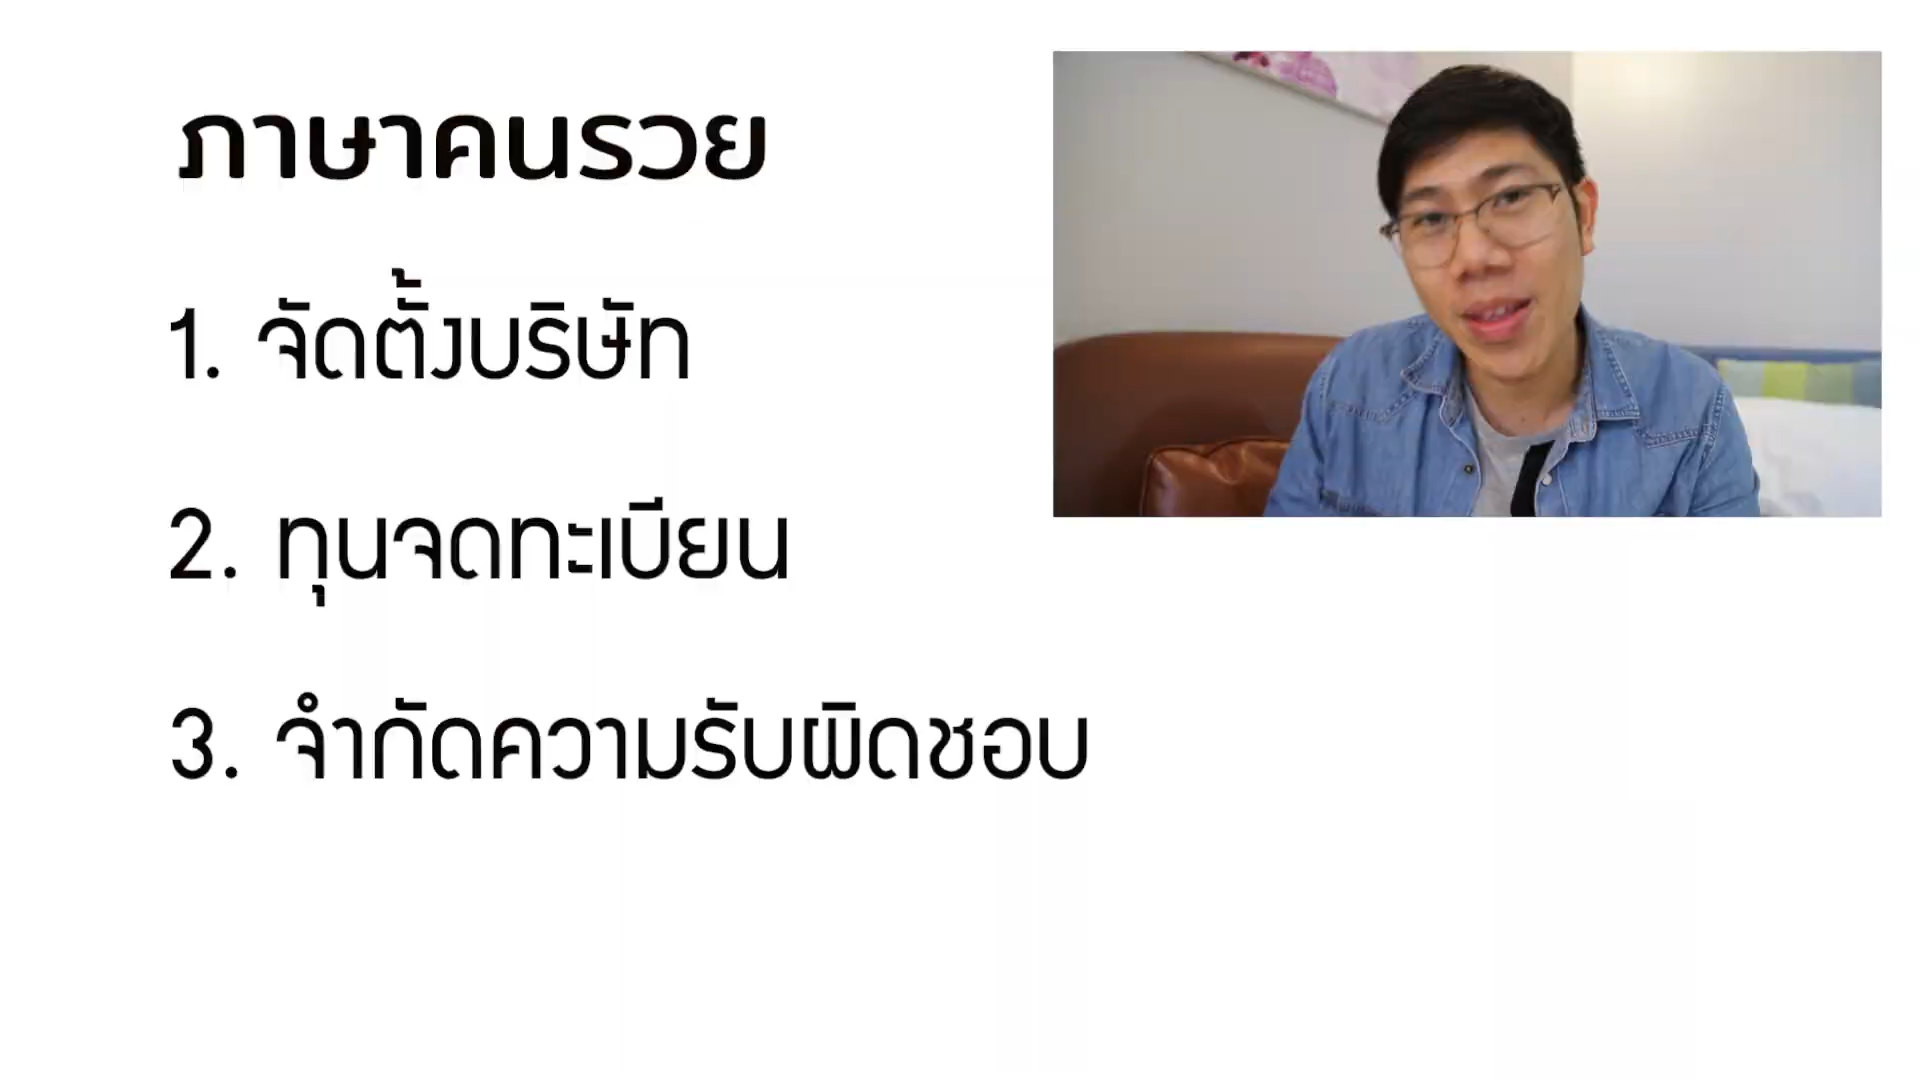 ภาษาคนรวย
1. จัดตั้งบริษัท
2. ทุนจดทะเบียน
3. จำกัดความรับผิดชอบ